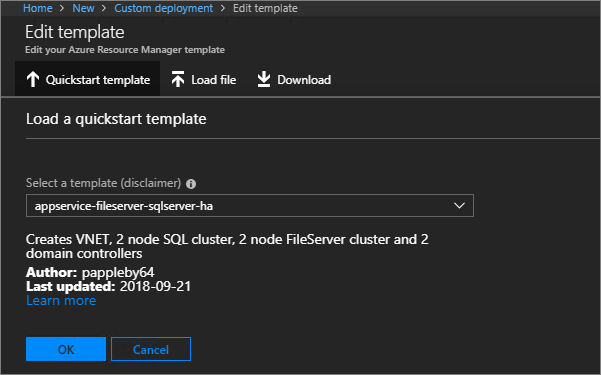 Home > New > Custom deployment > Edit template
Edit template
Edit your Azure Resource Manager template
Quickstart template Load file Download
Load a quickstart template
Select a template (disclaimer)
appservice-fileserver-sqlserver-ha
Creates VNET, 2 node SQL cluster, 2 node FileServer cluster and 2
domain controllers
Author: pappleby64
Last updated: 2018-09-21
Learn more
OK Cancel